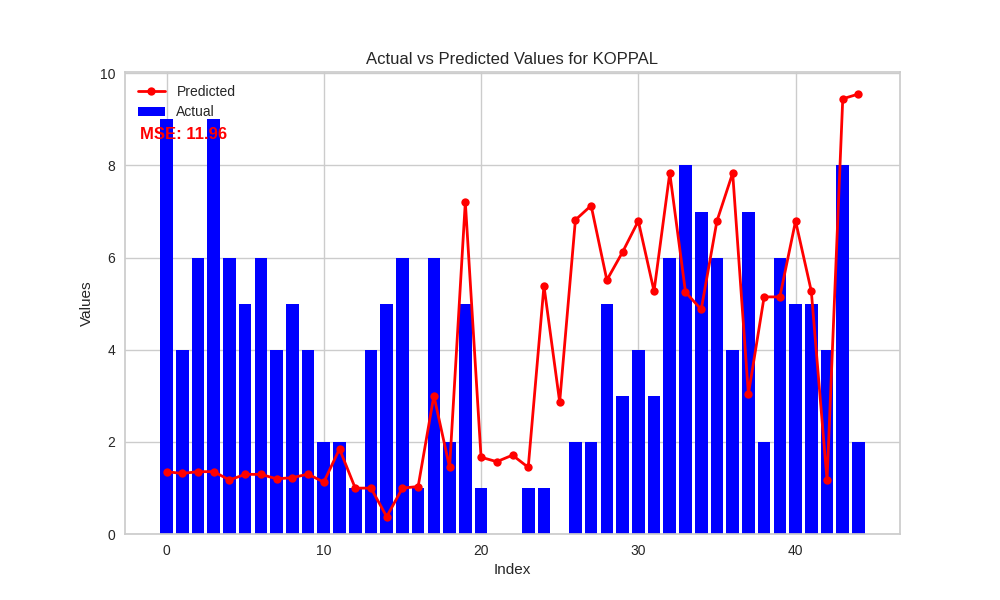 Actual vs Predicted Values for KOPPAL
Predicted
Actual
MSE: 11.96
Values
10
8
6
4
2
0
0 10 20 30 40
Index